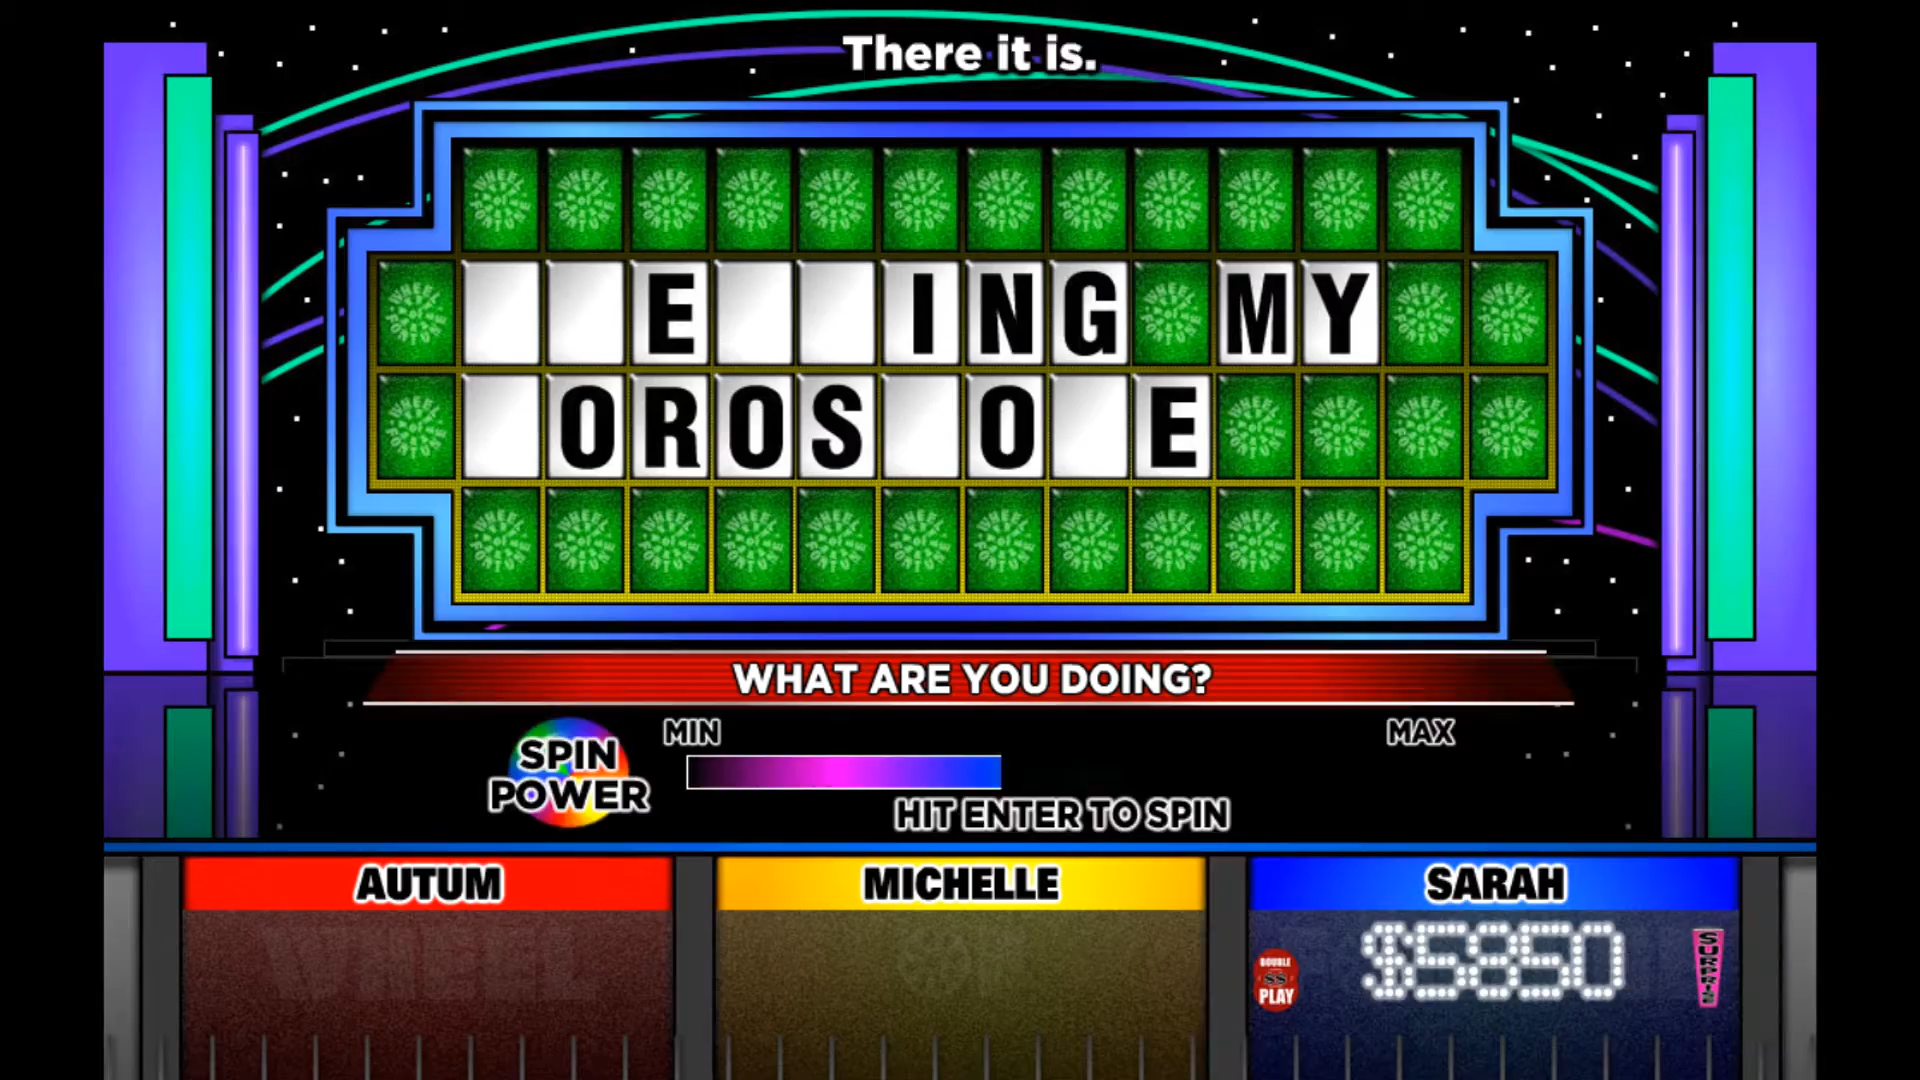 There it is.
E ING MY
OROS O E
WHAT ARE YOU DOING?
SPIN POWER
MIN
MAX
HIT ENTER TO SPIN
AUTUM
MICHELLE
SARAH
$5850
DOUBLE
$$
PLAY